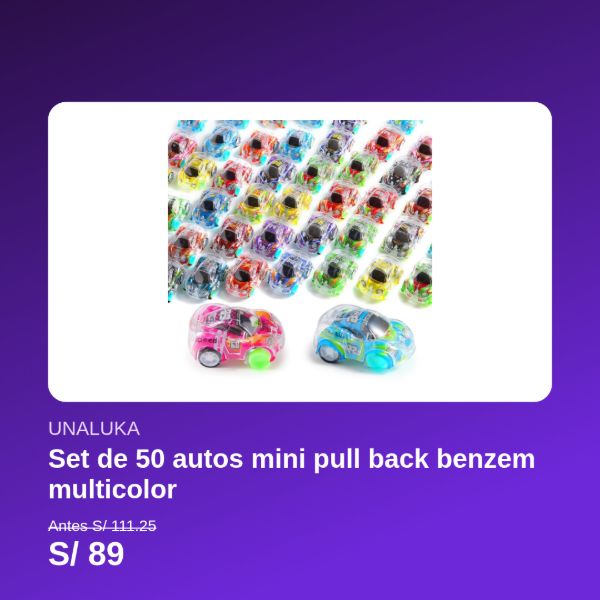 UNALUKA
Set de 50 autos mini pull back benzem
multicolor
Antes S/ 111.25
S/ 89